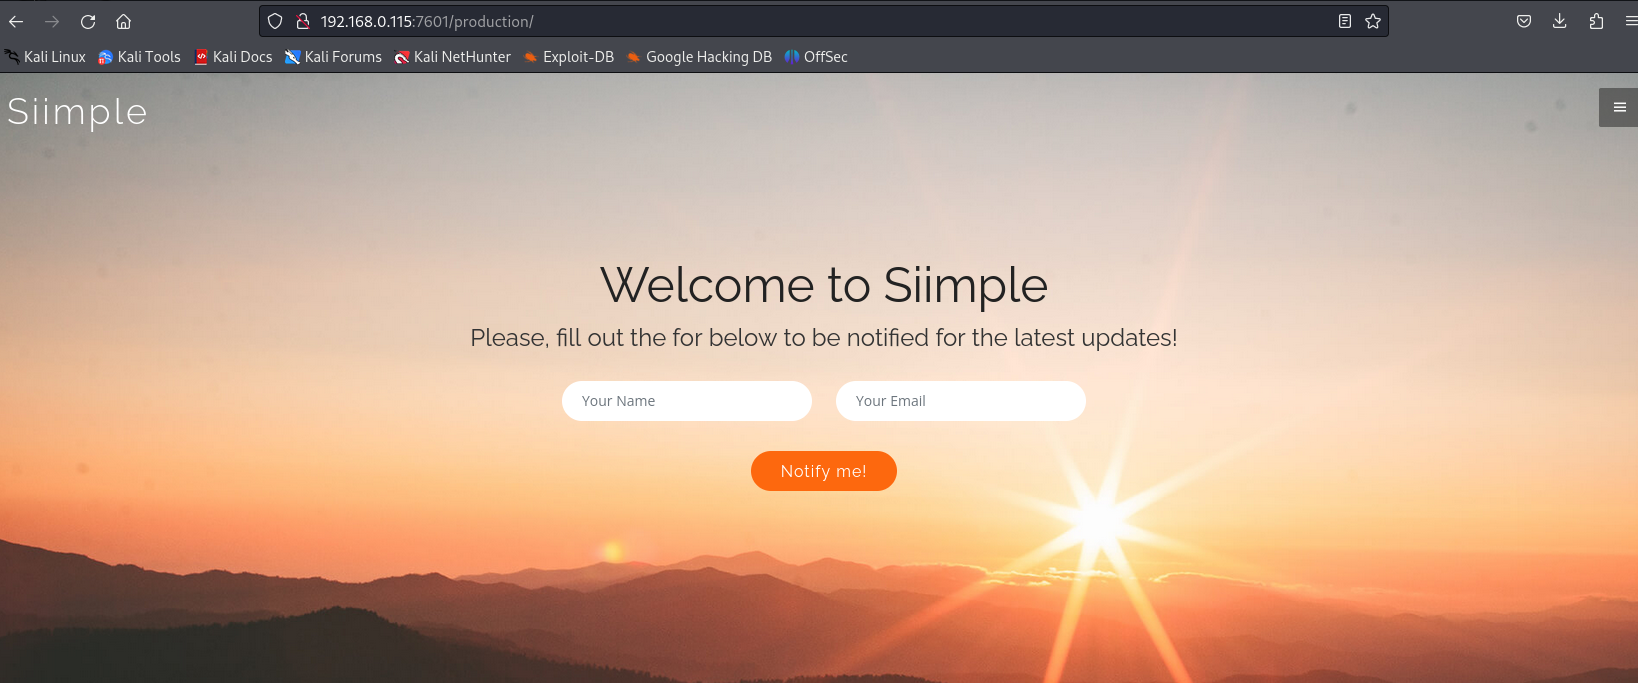 192.168.0.115:7601/production/
Kali Linux Kali Tools Kali Docs Kali Forums Kali NetHunter Exploit-DB Google Hacking DB OffSec
Siimple
Welcome to Siimple
Please, fill out the for below to be notified for the latest updates!
Your Name Your Email
Notify me!